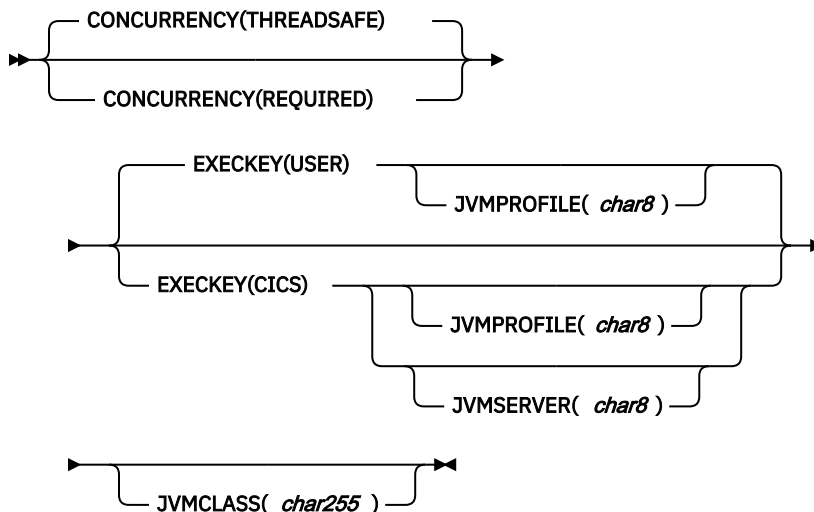 CONCURRENCY(THREADSAFE)
CONCURRENCY(REQUIRED)
EXECKEY(USER)
JVMPROFILE( char8 )
EXECKEY(CICS)
JVMPROFILE( char8 )
JVMSERVER( char8 )
JVMCLASS( char255 )